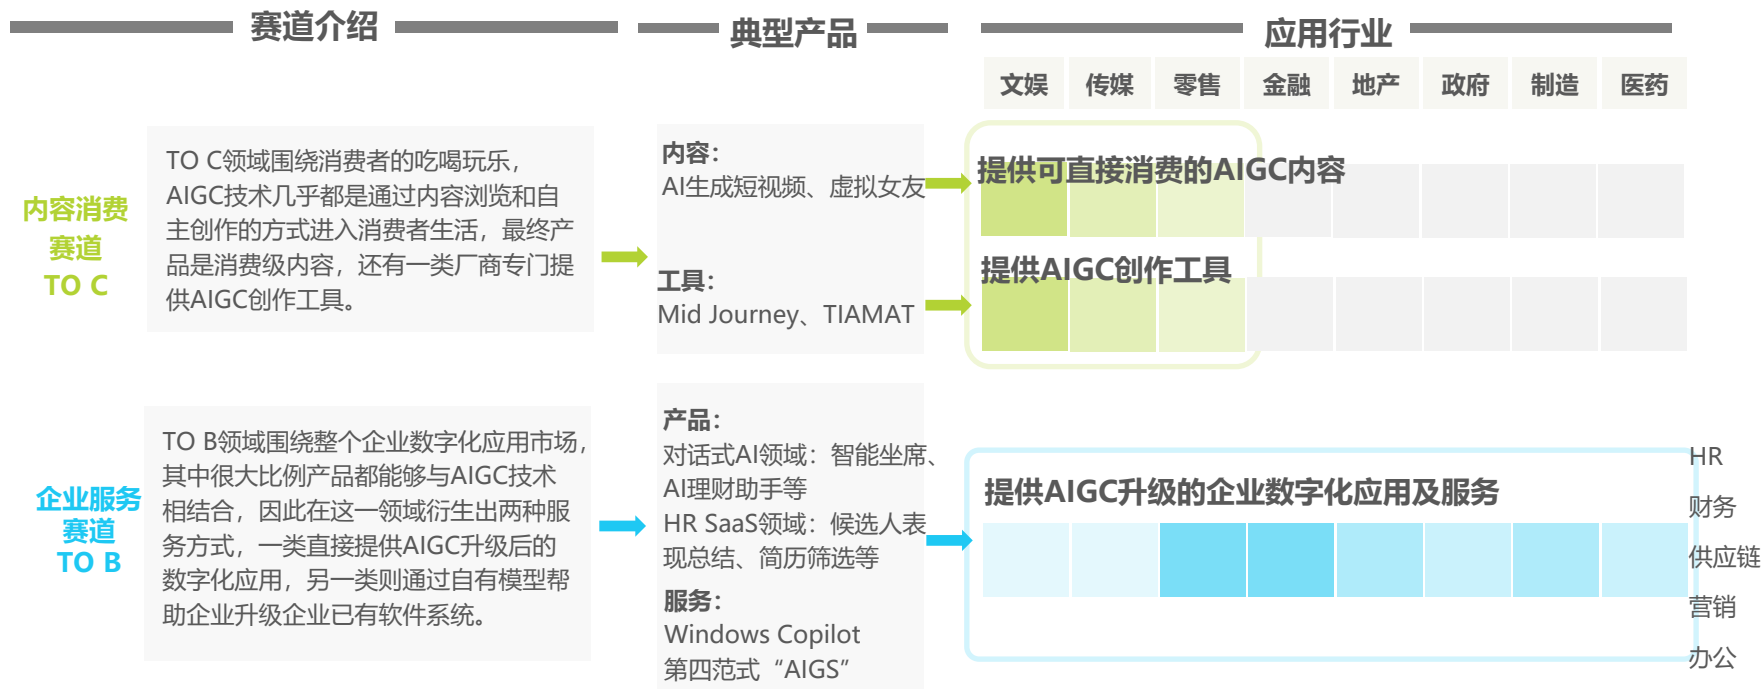 赛道介绍
典型产品
应用行业
文娱 传媒 零售 金融 地产 政府 制造 医药
内容消费
赛道
TO C
TO C领域围绕消费者的吃喝玩乐，
AIGC技术几乎都是通过内容浏览和自
主创作的方式进入消费者生活，最终产
品是消费级内容，还有一类厂商专门提
供AIGC创作工具。
内容：
AI生成短视频、虚拟女友
工具：
Mid Journey、TIAMAT
提供可直接消费的AIGC内容
提供AIGC创作工具
企业服务
赛道
TO B
TO B领域围绕整个企业数字化应用市场，
其中很大比例产品都能够与AIGC技术
相结合，因此在这一领域衍生出两种服
务方式，一类直接提供AIGC升级后的
数字化应用，另一类则通过自有模型帮
助企业升级企业已有软件系统。
产品：
对话式AI领域：智能坐席、
AI理财助手等
HR SaaS领域：候选人表
现总结、简历筛选等
服务：
Windows Copilot
第四范式“AIGS”
提供AIGC升级的企业数字化应用及服务
HR
财务
供应链
营销
办公